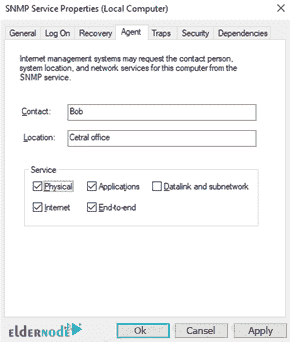 SNMP Service Properties (Local Computer)
General Log On Recovery Agent Traps Security Dependencies
Internet management systems may request the contact person,
system location, and network services for this computer from the
SNMP service.
Contact: Bob
Location: Cetral office
Service
Physical Applications Datalink and subnetwork
Internet End-to-end
eLDERNODE Ok Cansel Apply